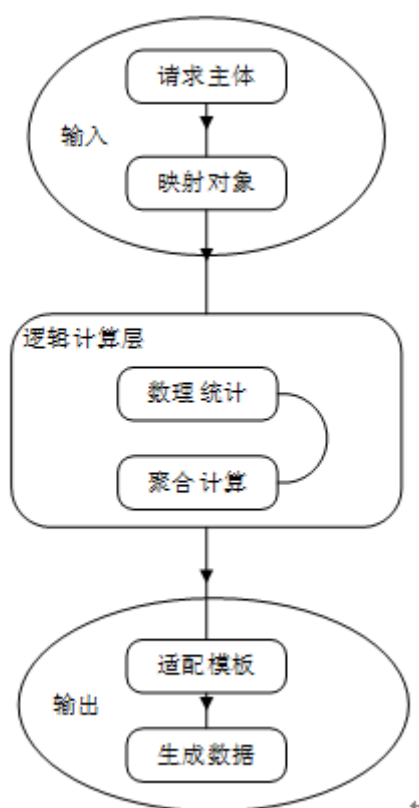 请求主体
输入
映射对象
逻辑计算层
数理统计
聚合计算
适配模板
输出
生成数据